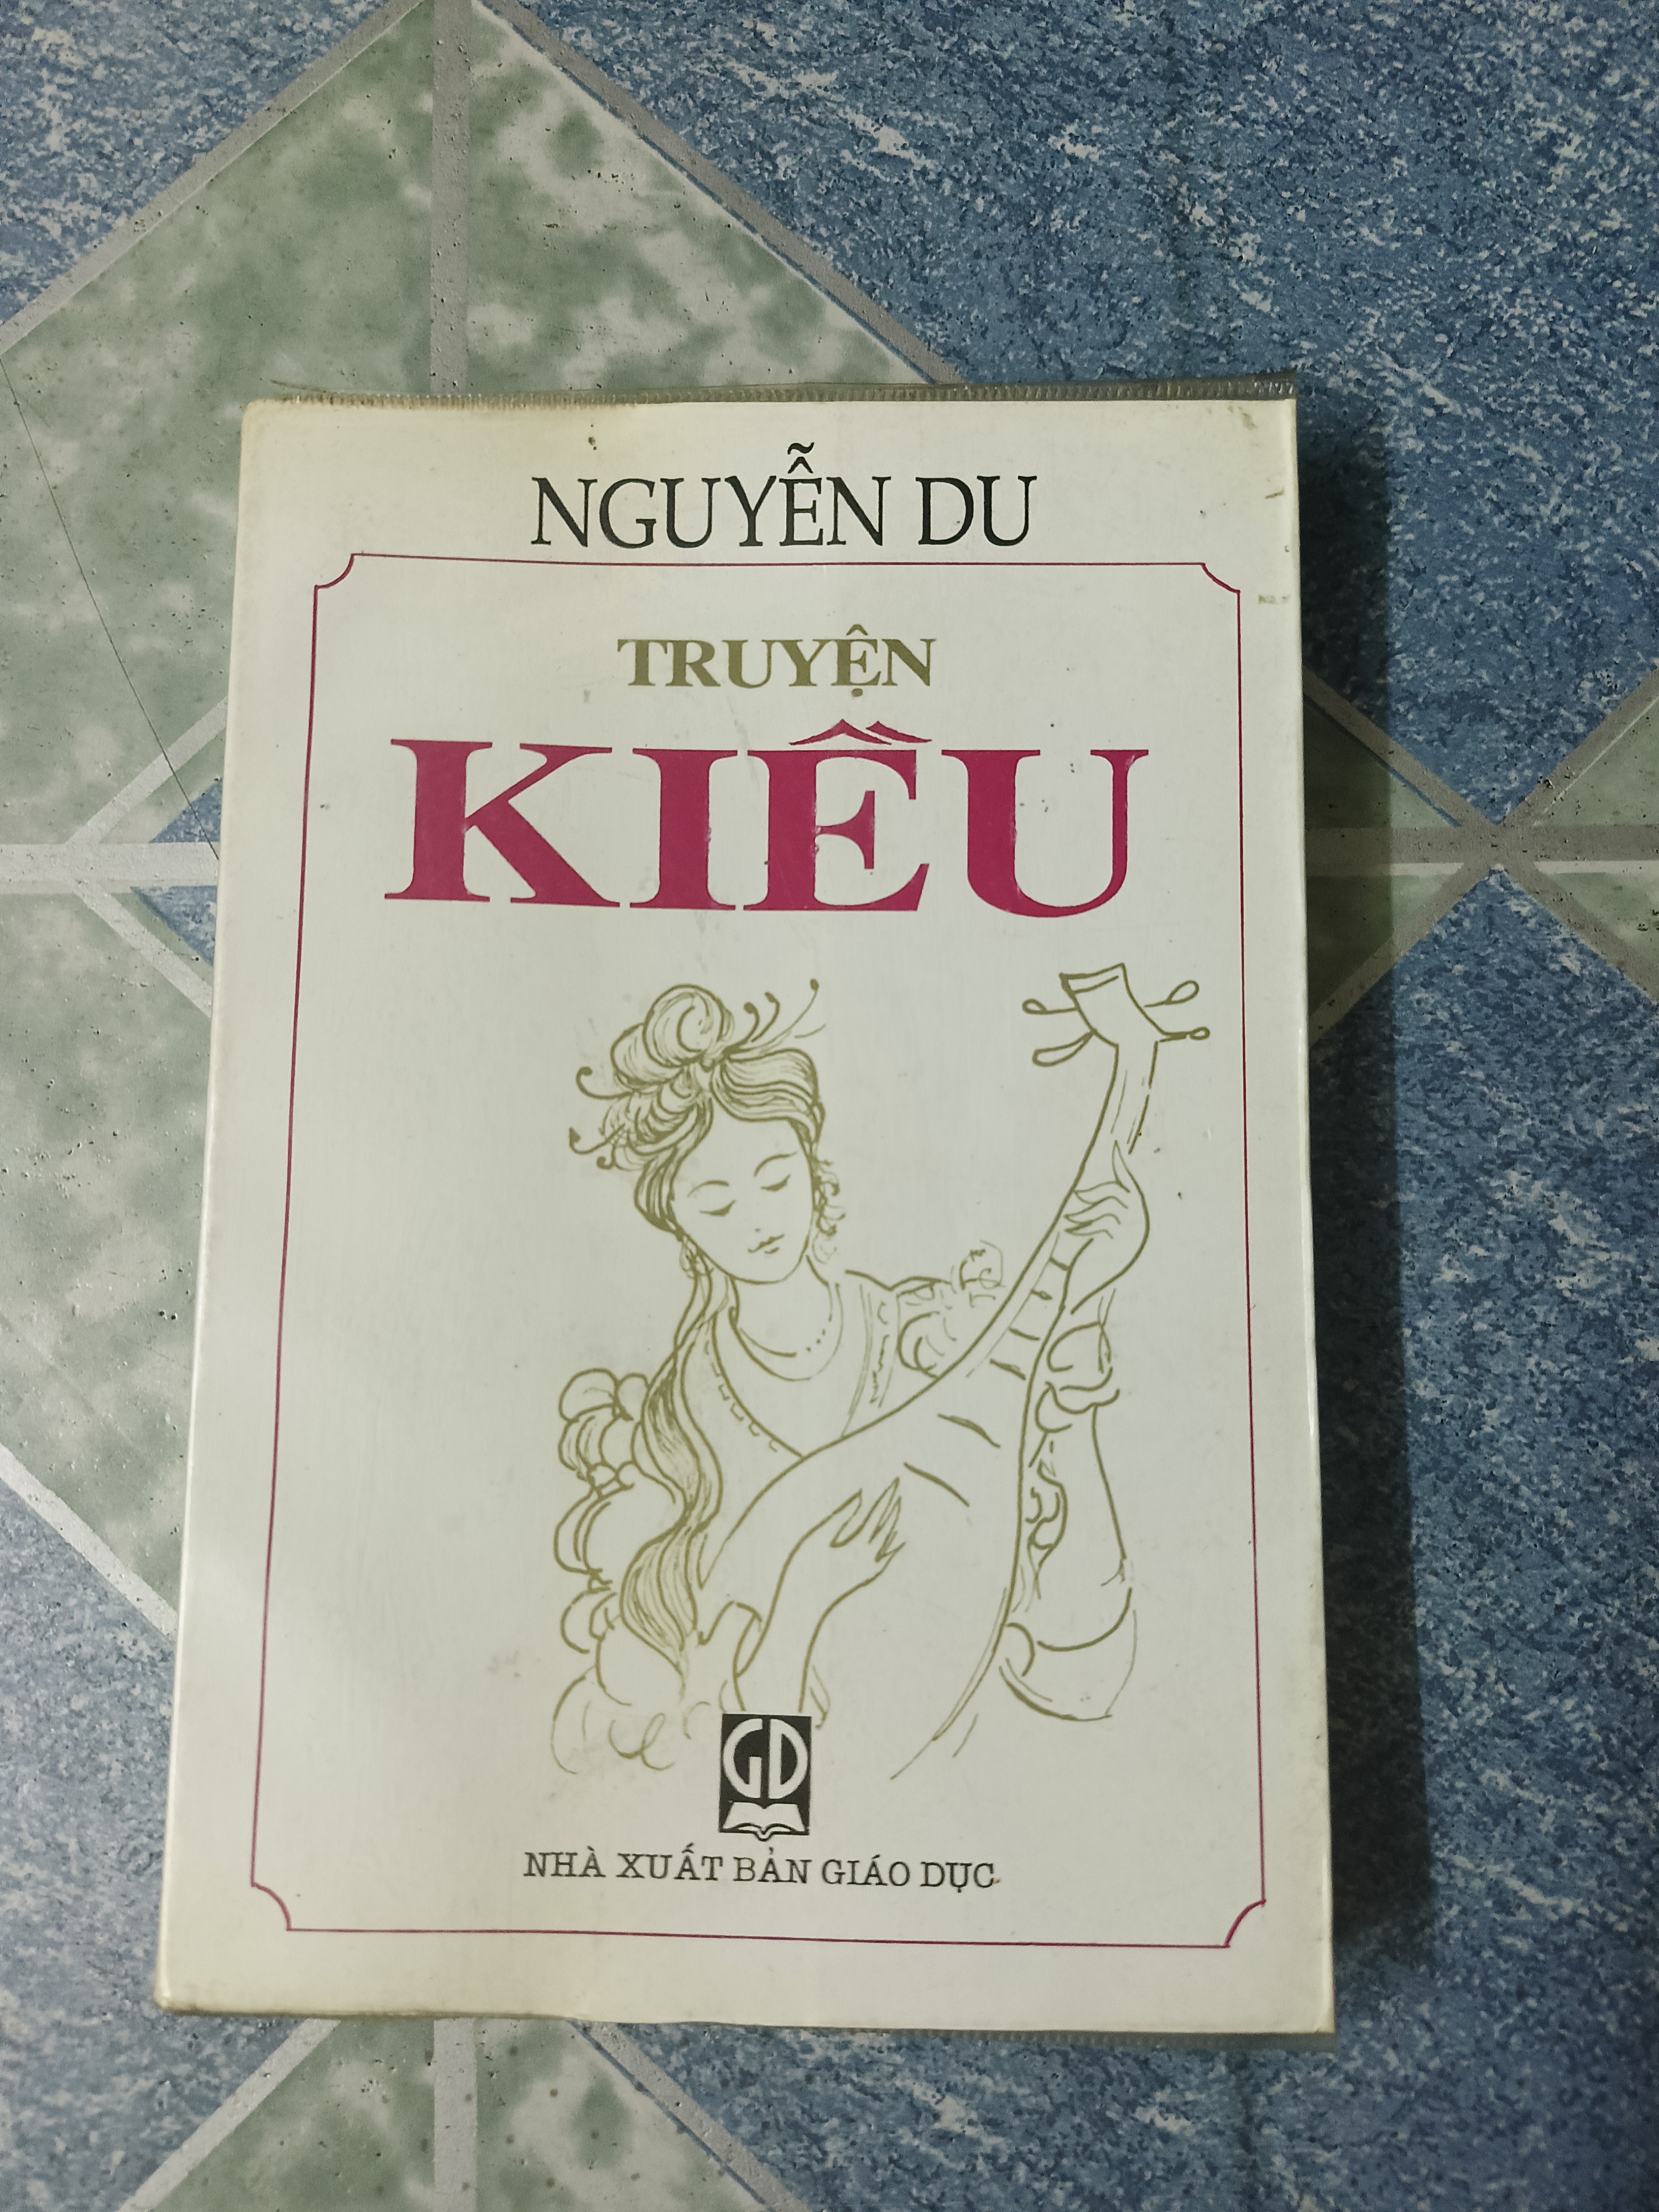 NGUYỄN DU
TRUYỆN
KIỀU
GD
NHÀ XUẤT BẢN GIÁO DỤC